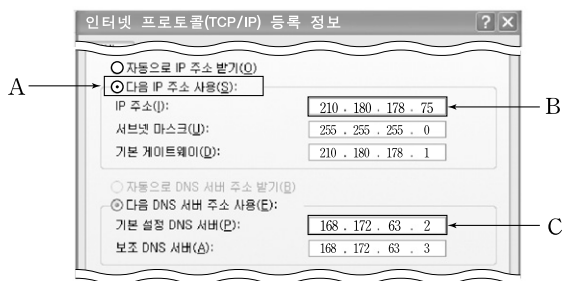 인터넷 프로토콜(TCP/IP) 등록 정보
자동으로 IP 주소 받기(O)
A
다음 IP 주소 사용(S):
IP 주소(I): 210 . 180 . 178 . 75
B
서브넷 마스크(U): 255 . 255 . 255 . 0
기본 게이트웨이(D): 210 . 180 . 178 . 1
자동으로 DNS 서버 주소 받기(B)
다음 DNS 서버 주소 사용(E):
기본 설정 DNS 서버(P): 168 . 172 . 63 . 2
C
보조 DNS 서버(A): 168 . 172 . 63 . 3